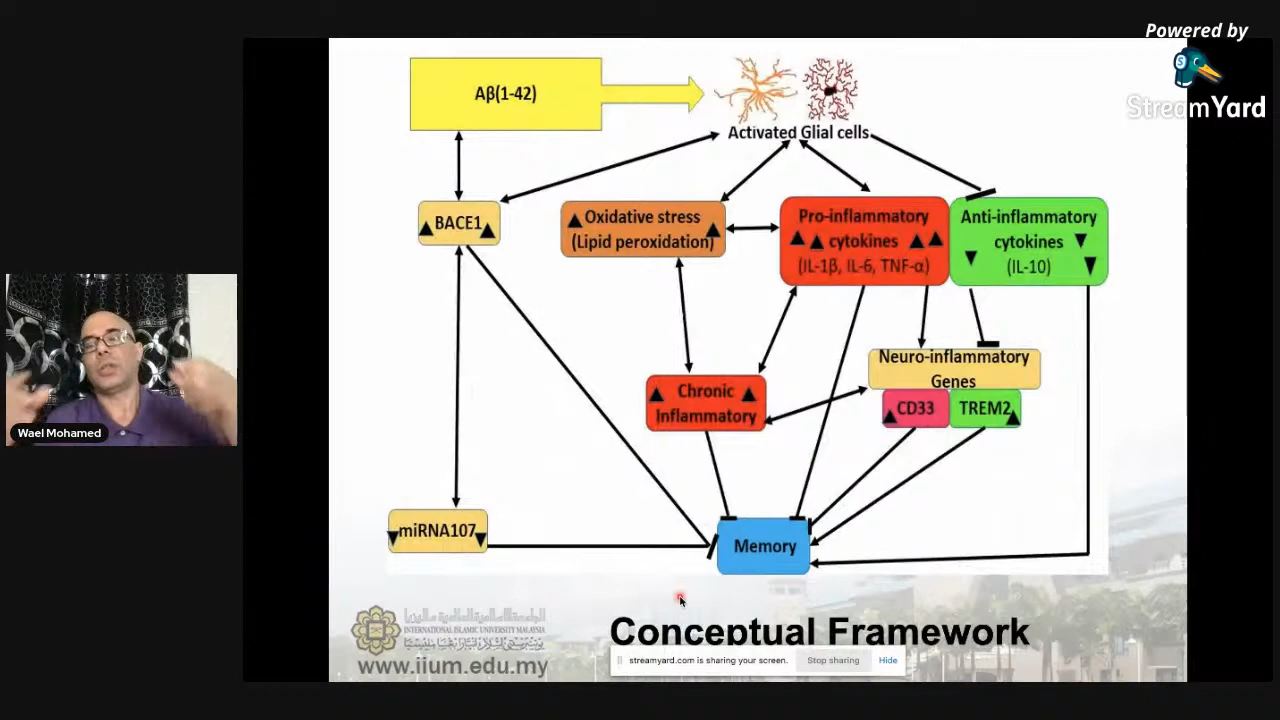 Powered by
StreamYard
Aβ(1-42)
Activated Glial cells
BACE1
Oxidative stress
(Lipid peroxidation)
Pro-inflammatory
cytokines
(IL-1β, IL-6, TNF-α)
Anti-inflammatory
cytokines
(IL-10)
Neuro-inflammatory
Genes
CD33
TREM2
Chronic
Inflammatory
Wael Mohamed
miRNA107
Memory
INTERNATIONAL ISLAMIC UNIVERSITY MALAYSIA
www.iium.edu.my
Conceptual Framework
streamyard.com is sharing your screen.
Stop sharing
Hide